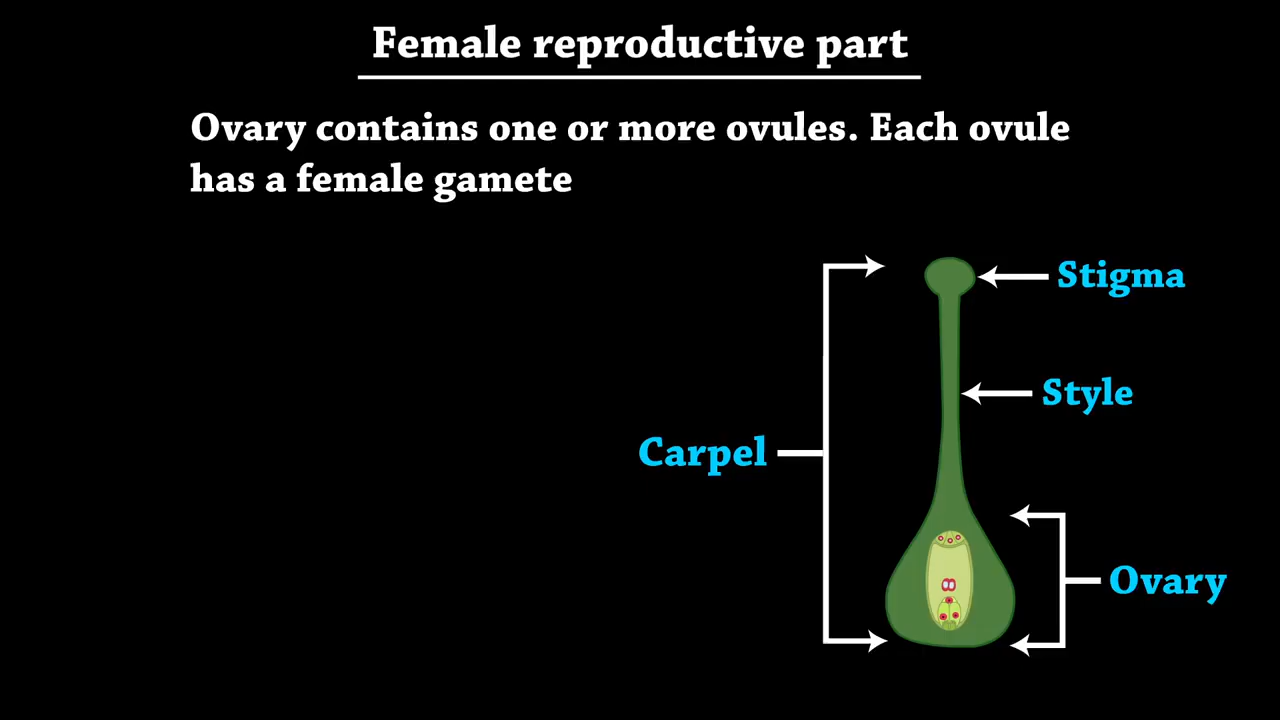 Female reproductive part
Ovary contains one or more ovules. Each ovule
has a female gamete
Stigma
Style
Carpel
Ovary